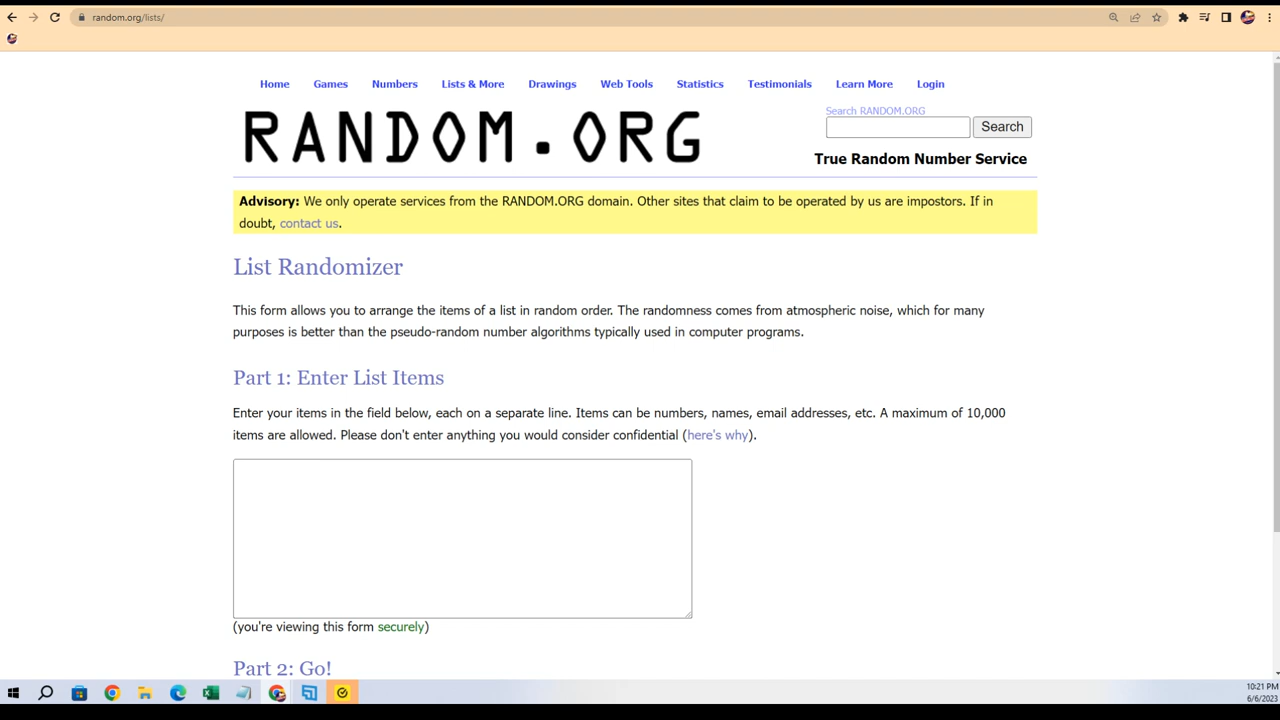 random.org/lists/
Home Games Numbers Lists & More Drawings Web Tools Statistics Testimonials Learn More Login
RANDOM.ORG
Search RANDOM.ORG
Search
True Random Number Service
Advisory: We only operate services from the RANDOM.ORG domain. Other sites that claim to be operated by us are impostors. If in
doubt, contact us.
List Randomizer
This form allows you to arrange the items of a list in random order. The randomness comes from atmospheric noise, which for many
purposes is better than the pseudo-random number algorithms typically used in computer programs.
Part 1: Enter List Items
Enter your items in the field below, each on a separate line. Items can be numbers, names, email addresses, etc. A maximum of 10,000
items are allowed. Please don't enter anything you would consider confidential (here's why).
(you're viewing this form securely)
Part 2: Go!
10:21 PM
6/6/2023